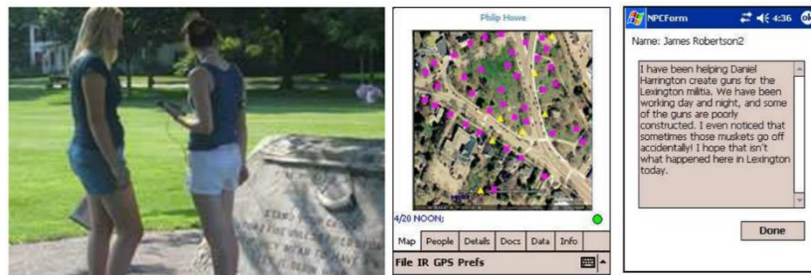 STAND YOUR GROUND
Philip Howe
4/20 NOON;
Map People Details Docs Data Info
File IR GPS Prefs
NPCForm 4:36 ok
Name: James Robertson2
I have been helping Daniel
Harrington create guns for the
Lexington militia. We have been
working day and night, and some
of the guns are poorly
constructed. I even noticed that
sometimes those muskets go off
accidentally! I hope that isn't
what happened here in Lexington
today.
Done